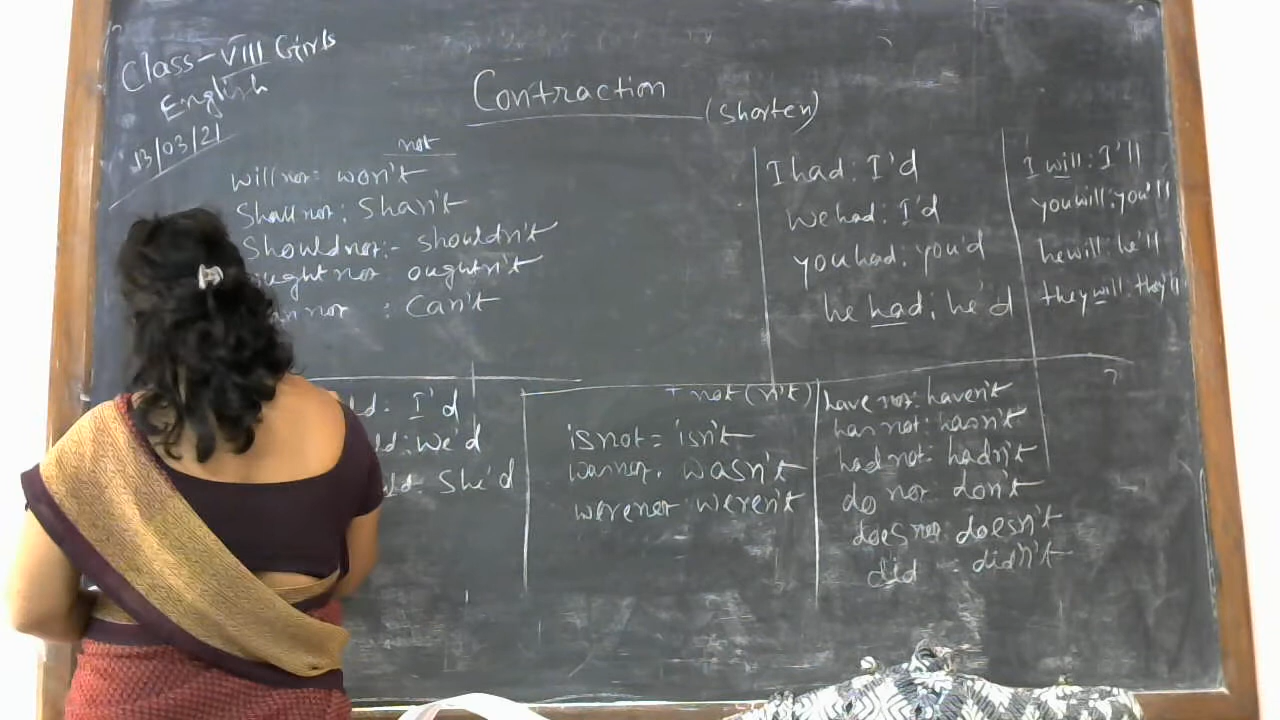 Class-VIII Girls
English
13/03/21
Contraction
(Shorten)
not
will not = won't
Shall not : Shan't
Should not :- shouldn't
ought not oughtn't
not : Can't
I had : I'd
we had : I'd
you had : you'd
he had : he'd
I will : I'll
you will : you'll
he will : he'll
they will : they'll
I'd
we'd
She'd
+ not (n't)
is not = isn't
was not . wasn't
were not weren't
have not : haven't
has not : hasn't
had not : hadn't
do not don't
does not doesn't
did : didn't